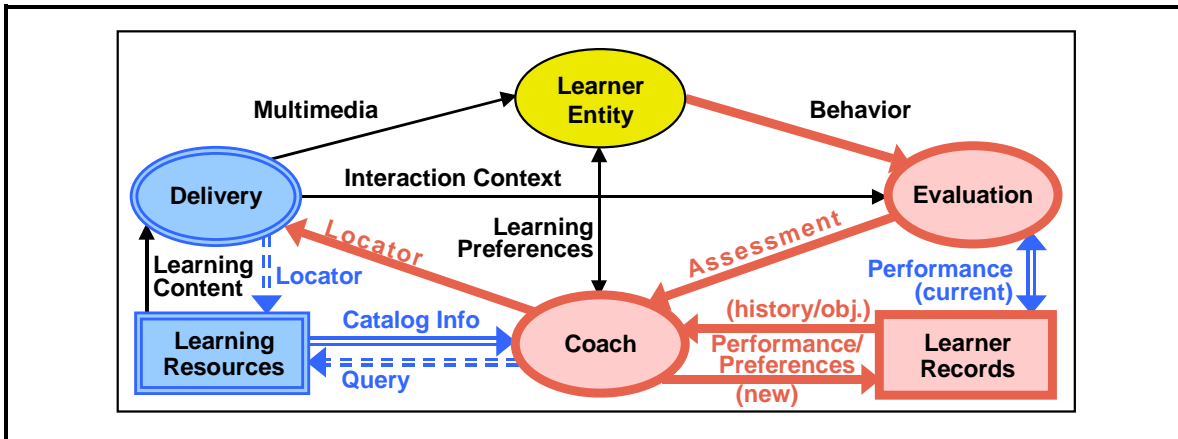 Learner
Entity
Multimedia
Behavior
Delivery
Interaction Context
Evaluation
Learning
Preferences
Locator
Assessment
Learning
Content
Locator
Performance
(current)
Learning
Resources
Catalog Info
Query
Coach
(history/obj.)
Performance/
Preferences
(new)
Learner
Records